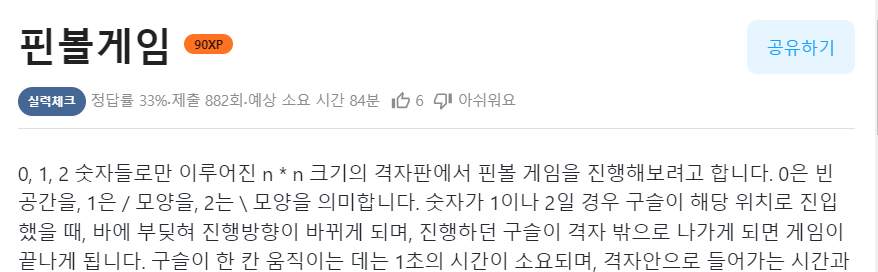 핀볼게임 90XP
공유하기
실력체크 정답률 33%·제출 882회·예상 소요 시간 84분 6 아쉬워요
0, 1, 2 숫자들로만 이루어진 n * n 크기의 격자판에서 핀볼 게임을 진행해보려고 합니다. 0은 빈
공간을, 1은 / 모양을, 2는 \ 모양을 의미합니다. 숫자가 1이나 2일 경우 구슬이 해당 위치로 진입
했을 때, 바에 부딪혀 진행방향이 바뀌게 되며, 진행하던 구슬이 격자 밖으로 나가게 되면 게임이
끝나게 됩니다. 구슬이 한 칸 움직이는 데는 1초의 시간이 소요되며, 격자안으로 들어가는 시간과